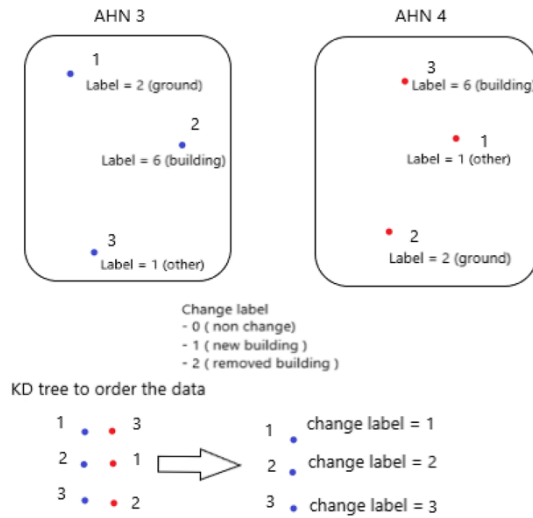 AHN 3
AHN 4
1
Label = 2 (ground)
2
Label = 6 (building)
3
Label = 1 (other)
3
Label = 6 (building)
1
Label = 1 (other)
2
Label = 2 (ground)
Change label
- 0 ( non change)
- 1 ( new building )
- 2 ( removed building )
KD tree to order the data
1 3
2 1
3 2
1 change label = 1
2 change label = 2
3 change label = 3